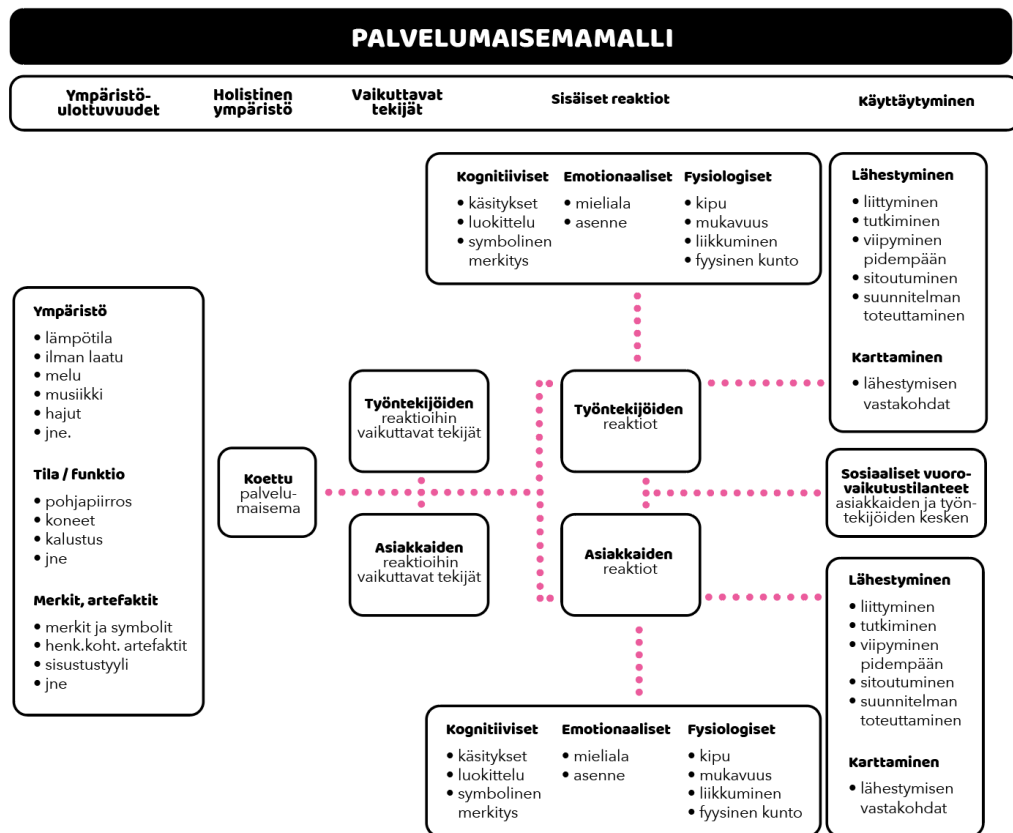 PALVELUMAISEMAMALLI
Ympäristö-
ulottuvuudet
Holistinen
ympäristö
Vaikuttavat
tekijät
Sisäiset reaktiot
Käyttäytyminen
Kognitiiviset
• käsitykset
• luokittelu
• symbolinen
merkitys
Emotionaaliset
• mieliala
• asenne
Fysiologiset
• kipu
• mukavuus
• liikkuminen
• fyysinen kunto
Lähestyminen
• liittyminen
• tutkiminen
• viipyminen
pidempään
• sitoutuminen
• suunnitelman
toteuttaminen
Karttaminen
• lähestymisen
vastakohdat
Ympäristö
• lämpötila
• ilman laatu
• melu
• musiikki
• hajut
• jne.
Tila / funktio
• pohjapiirros
• koneet
• kalustus
• jne
Merkit, artefaktit
• merkit ja symbolit
• henk.koht. artefaktit
• sisustustyyli
• jne
Koettu
palvelu-
maisema
Työntekijöiden
reaktioihin
vaikuttavat tekijät
Asiakkaiden
reaktioihin
vaikuttavat tekijät
Työntekijöiden
reaktiot
Asiakkaiden
reaktiot
Sosiaaliset vuoro-
vaikutustilanteet
asiakkaiden ja työn-
tekijöiden kesken
Lähestyminen
• liittyminen
• tutkiminen
• viipyminen
pidempään
• sitoutuminen
• suunnitelman
toteuttaminen
Karttaminen
• lähestymisen
vastakohdat
Kognitiiviset
• käsitykset
• luokittelu
• symbolinen
merkitys
Emotionaaliset
• mieliala
• asenne
Fysiologiset
• kipu
• mukavuus
• liikkuminen
• fyysinen kunto